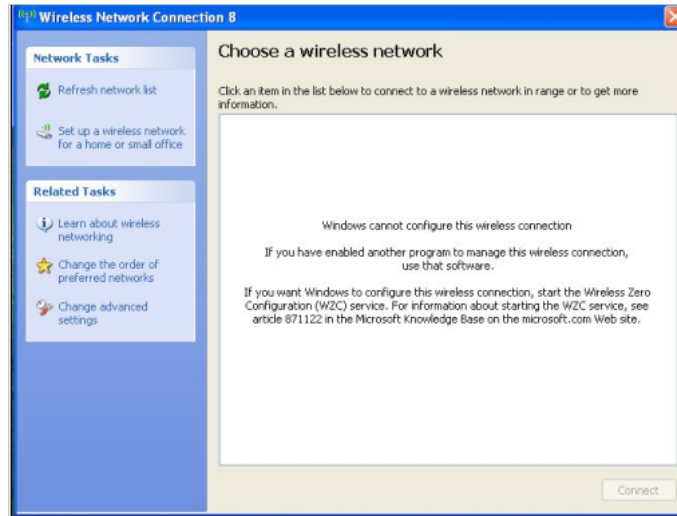 Wireless Network Connection 8
Network Tasks
Refresh network list
Set up a wireless network
for a home or small office
Related Tasks
Learn about wireless
networking
Change the order of
preferred networks
Change advanced
settings
Choose a wireless network
Click an item in the list below to connect to a wireless network in range or to get more
information.
Windows cannot configure this wireless connection
If you have enabled another program to manage this wireless connection,
use that software.
If you want Windows to configure this wireless connection, start the Wireless Zero
Configuration (WZC) service. For information about starting the WZC service, see
article 871122 in the Microsoft Knowledge Base on the microsoft.com Web site.
Connect